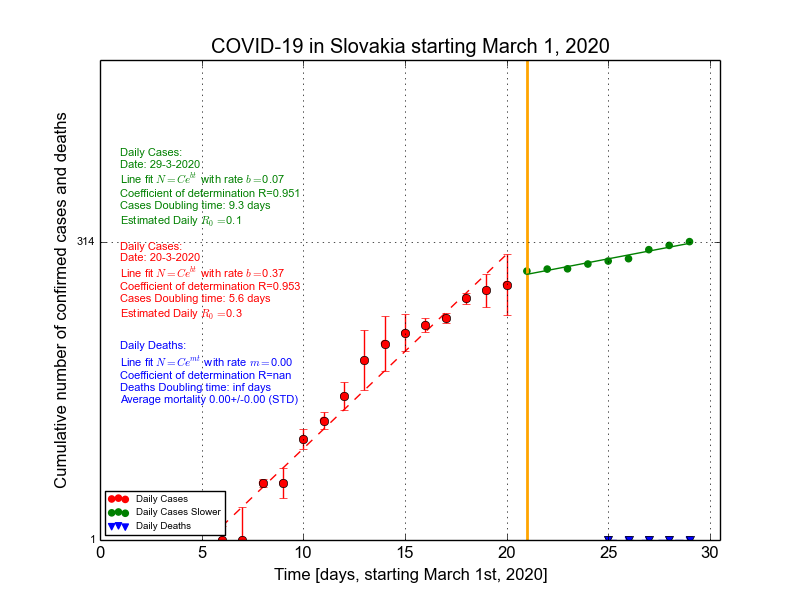 COVID-19 in Slovakia starting March 1, 2020
Cumulative number of confirmed cases and deaths
314
1
Daily Cases:
Date: 29-3-2020
Line fit N = Ce^{bt} with rate b =0.07
Coefficient of determination R=0.951
Cases Doubling time: 9.3 days
Estimated Daily R_0 =0.1
Daily Cases:
Date: 20-3-2020
Line fit N = Ce^{bt} with rate b =0.37
Coefficient of determination R=0.953
Cases Doubling time: 5.6 days
Estimated Daily R_0 =0.3
Daily Deaths:
Line fit N = Ce^{mt} with rate m =0.00
Coefficient of determination R=nan
Deaths Doubling time: inf days
Average mortality 0.00+/-0.00 (STD)
Daily Cases
Daily Cases Slower
Daily Deaths
0 5 10 15 20 25 30
Time [days, starting March 1st, 2020]